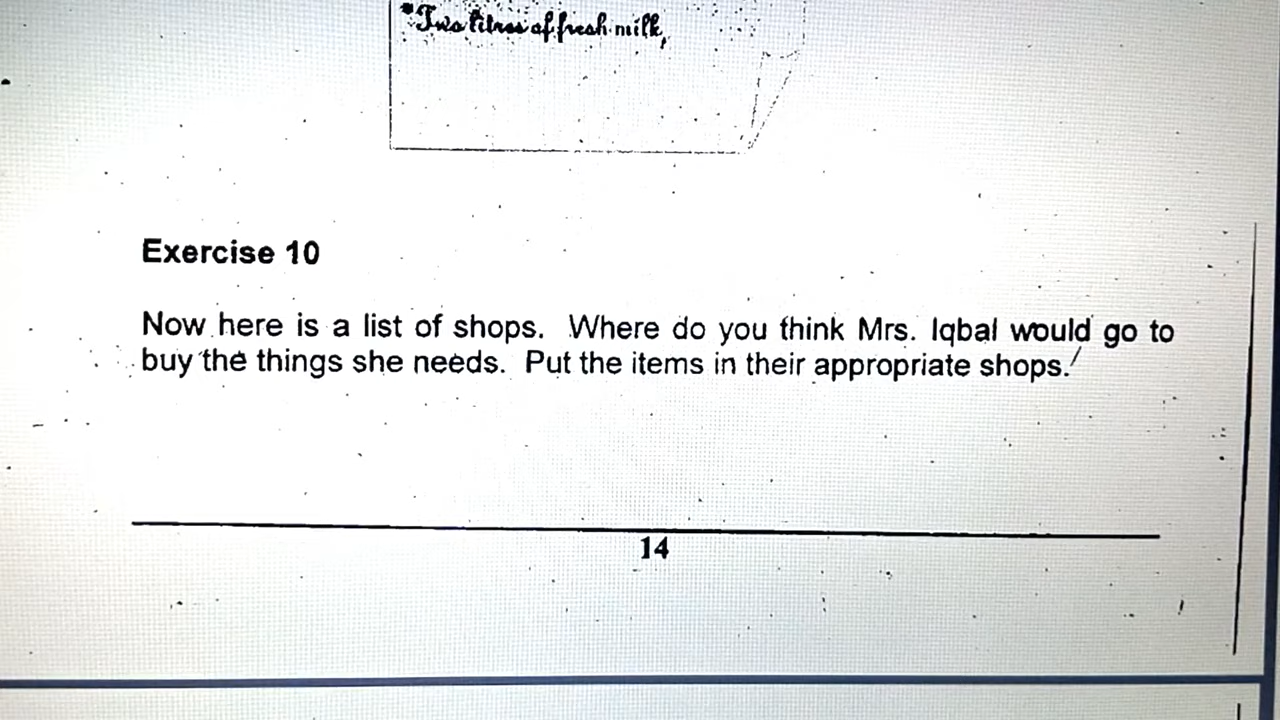 Two litres of fresh milk,
Exercise 10
Now here is a list of shops. Where do you think Mrs. Iqbal would go to
buy the things she needs. Put the items in their appropriate shops.
14